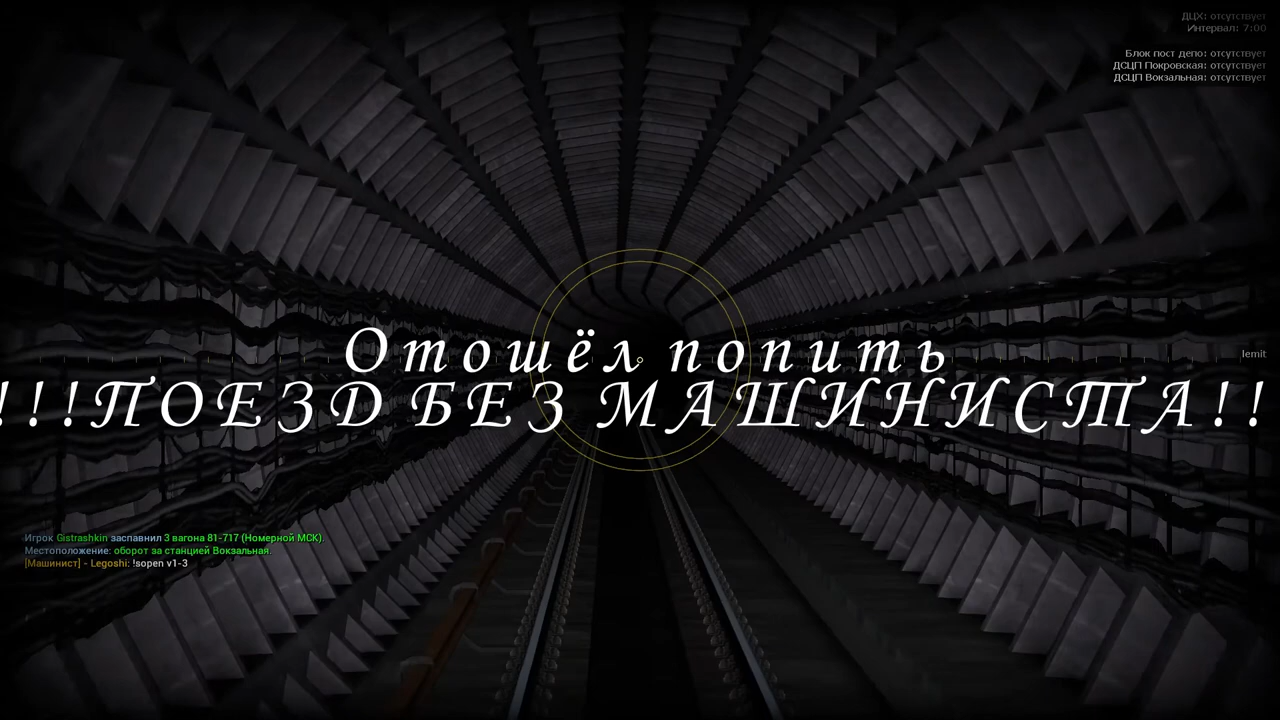 ДЦХ: отсутствует
Интервал: 7:00
Блок пост депо: отсутствует
ДСЦП Покровская: отсутствует
ДСЦП Вокзальная: отсутствует
Отошёл попить
lemit
!!!ПОЕЗД БЕЗ МАШИНИСТА!!
Игрок Gistrashkin заспавнил 3 вагона 81-717 (Номерной МСК).
Местоположение: оборот за станцией Вокзальная.
[Машинист] - Legoshi: !sopen v1-3